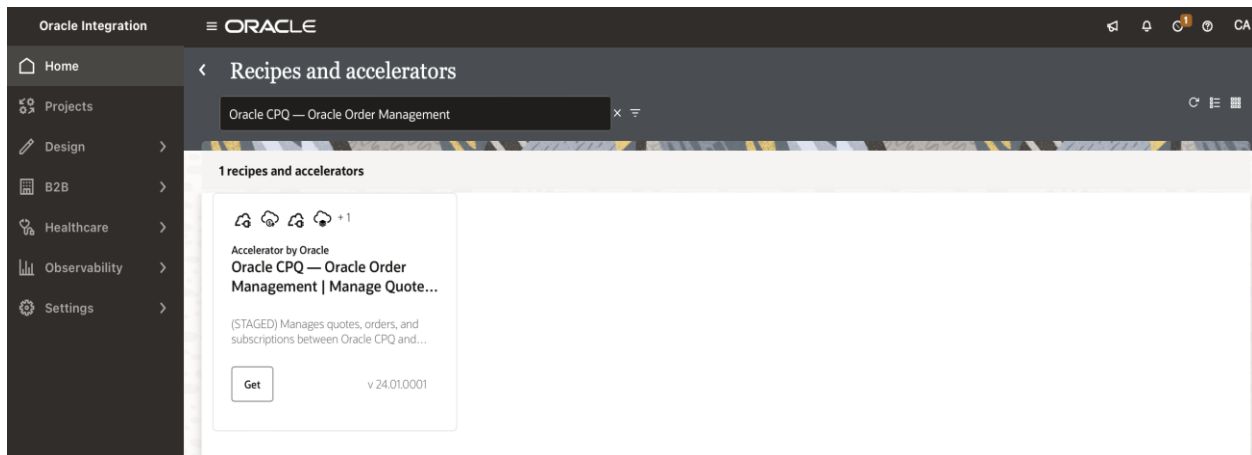 Oracle Integration
ORACLE
1
CA
Home
Recipes and accelerators
Projects
Oracle CPQ — Oracle Order Management
Design
1 recipes and accelerators
B2B
+1
Healthcare
Accelerator by Oracle
Oracle CPQ — Oracle Order
Management | Manage Quote...
Observability
Settings
(STAGED) Manages quotes, orders, and
subscriptions between Oracle CPQ and...
Get
v 24.01.0001